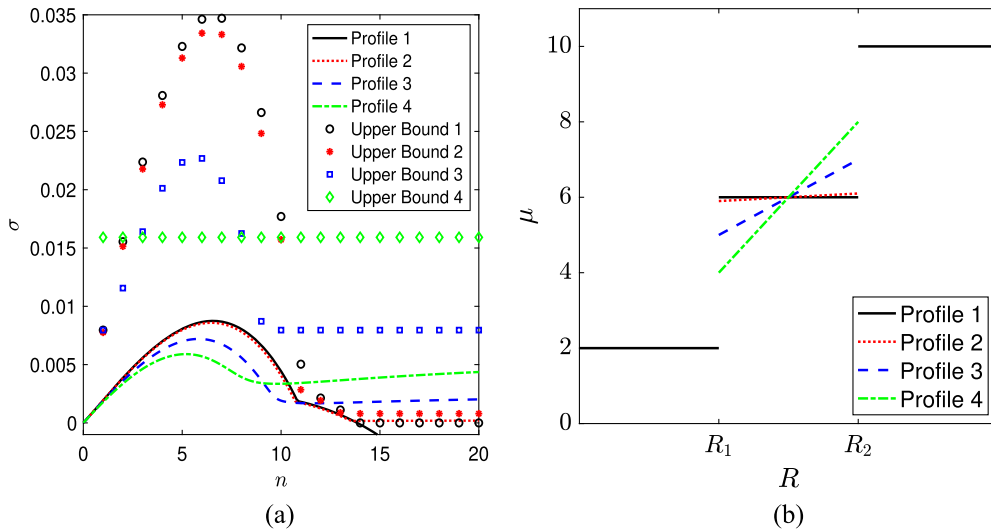 0.035
0.03
0.025
0.02
0.015
0.01
0.005
0
σ
0 5 10 15 20
n
Profile 1
Profile 2
Profile 3
Profile 4
Upper Bound 1
Upper Bound 2
Upper Bound 3
Upper Bound 4
(a)
10
8
6
4
2
0
μ
R₁ R₂
R
Profile 1
Profile 2
Profile 3
Profile 4
(b)